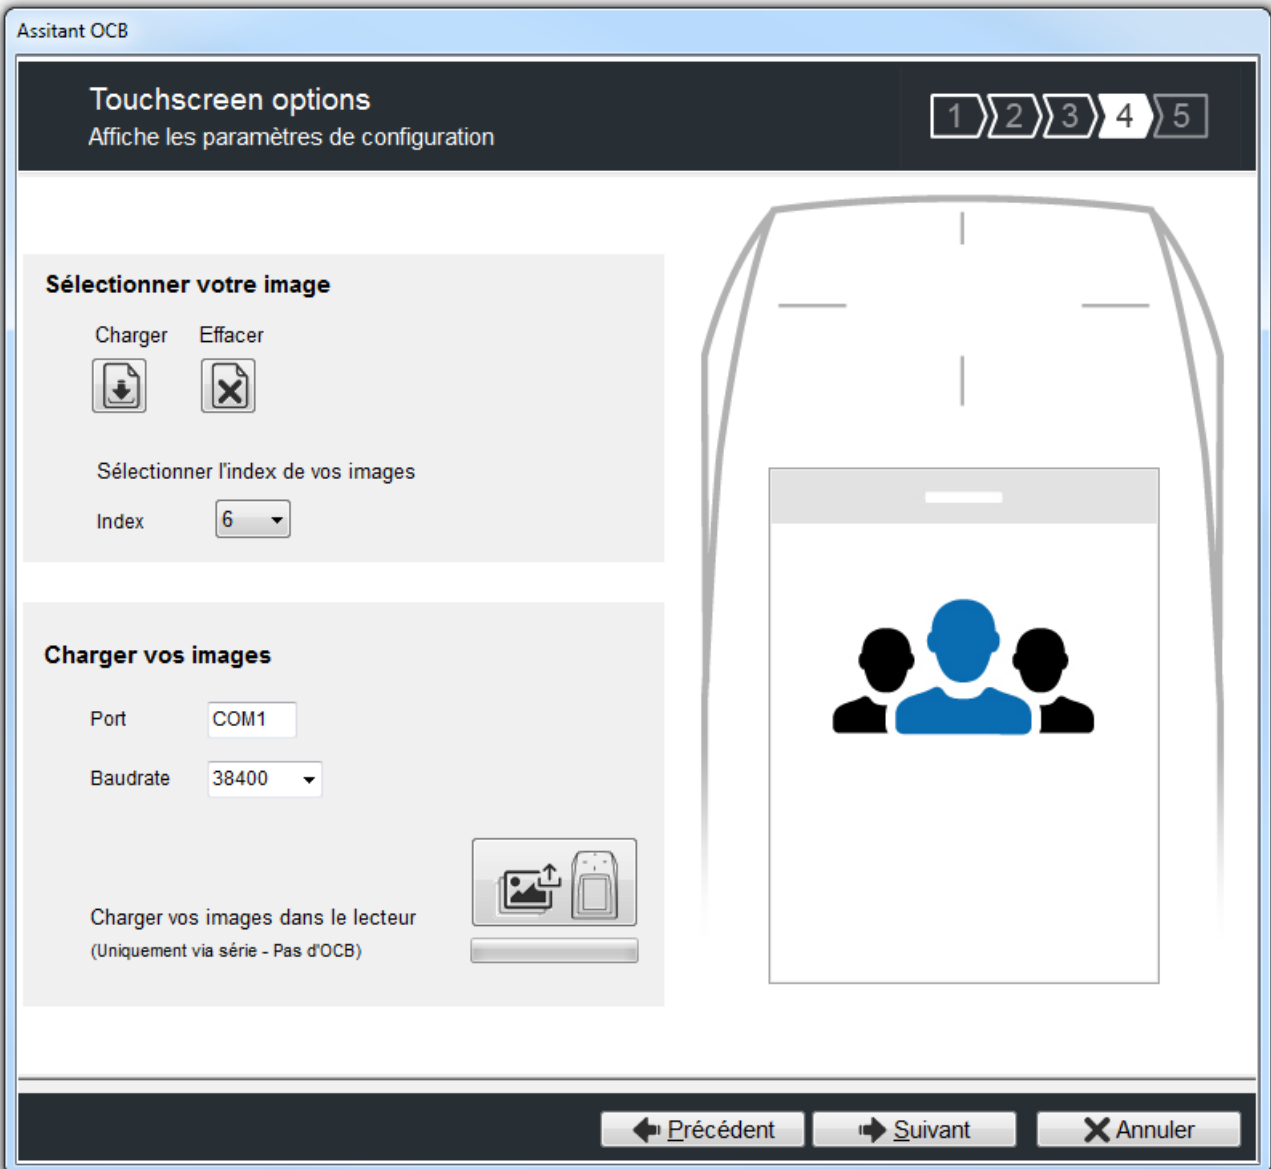 Assitant OCB
Touchscreen options
Affiche les paramètres de configuration
1 2 3 4 5
Sélectionner votre image
Charger Effacer
Sélectionner l'index de vos images
Index 6
Charger vos images
Port COM1
Baudrate 38400
Charger vos images dans le lecteur
(Uniquement via série - Pas d'OCB)
Précédent Suivant Annuler